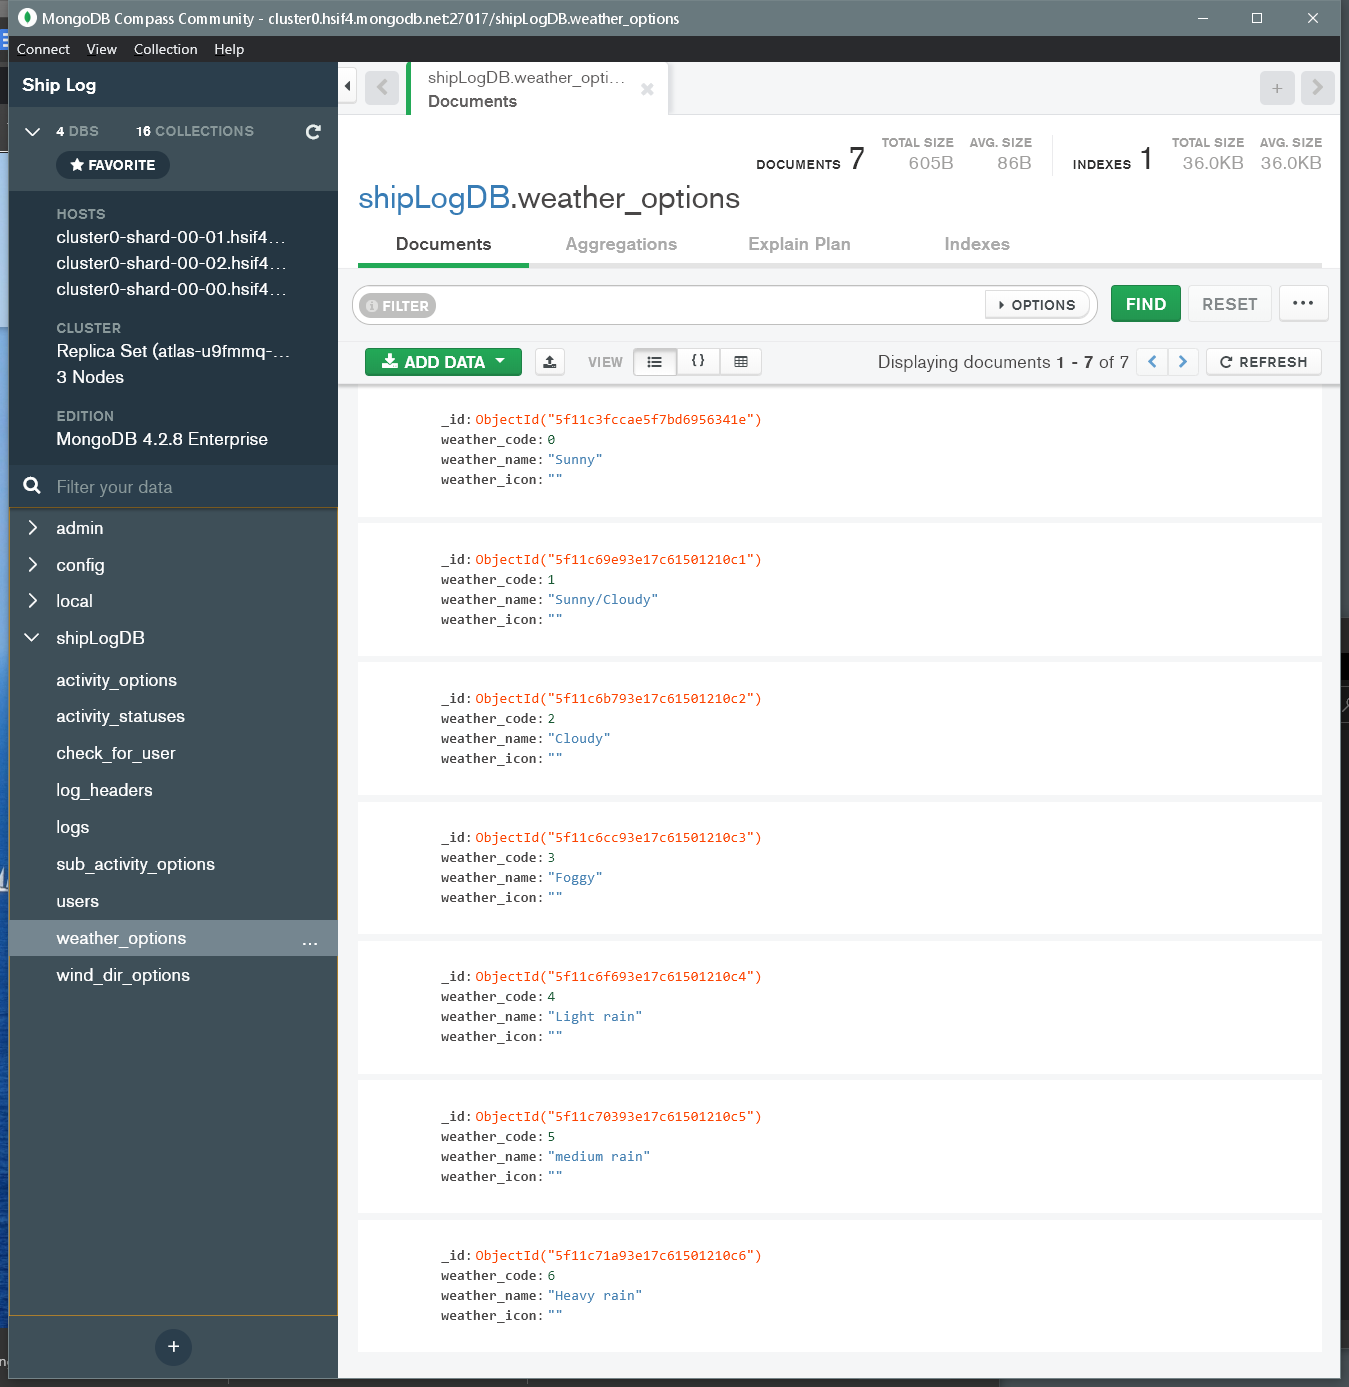 MongoDB Compass Community - cluster0.hsif4.mongodb.net:27017/shipLogDB.weather_options
Connect View Collection Help
Ship Log
4 DBS 16 COLLECTIONS
FAVORITE
HOSTS
cluster0-shard-00-01.hsif4...
cluster0-shard-00-02.hsif4...
cluster0-shard-00-00.hsif4...
CLUSTER
Replica Set (atlas-u9fmmq-...
3 Nodes
EDITION
MongoDB 4.2.8 Enterprise
Filter your data
admin
config
local
shipLogDB
activity_options
activity_statuses
check_for_user
log_headers
logs
sub_activity_options
users
weather_options ...
wind_dir_options
+
shipLogDB.weather_opti...
Documents
+
DOCUMENTS 7 TOTAL SIZE 605B AVG. SIZE 86B INDEXES 1 TOTAL SIZE 36.0KB AVG. SIZE 36.0KB
shipLogDB.weather_options
Documents Aggregations Explain Plan Indexes
FILTER OPTIONS FIND RESET ...
ADD DATA VIEW {} Displaying documents 1 - 7 of 7 < > REFRESH
_id: ObjectId("5f11c3fccae5f7bd6956341e")
weather_code: 0
weather_name: "Sunny"
weather_icon: ""
_id: ObjectId("5f11c69e93e17c61501210c1")
weather_code: 1
weather_name: "Sunny/Cloudy"
weather_icon: ""
_id: ObjectId("5f11c6b793e17c61501210c2")
weather_code: 2
weather_name: "Cloudy"
weather_icon: ""
_id: ObjectId("5f11c6cc93e17c61501210c3")
weather_code: 3
weather_name: "Foggy"
weather_icon: ""
_id: ObjectId("5f11c6f693e17c61501210c4")
weather_code: 4
weather_name: "Light rain"
weather_icon: ""
_id: ObjectId("5f11c70393e17c61501210c5")
weather_code: 5
weather_name: "medium rain"
weather_icon: ""
_id: ObjectId("5f11c71a93e17c61501210c6")
weather_code: 6
weather_name: "Heavy rain"
weather_icon: ""